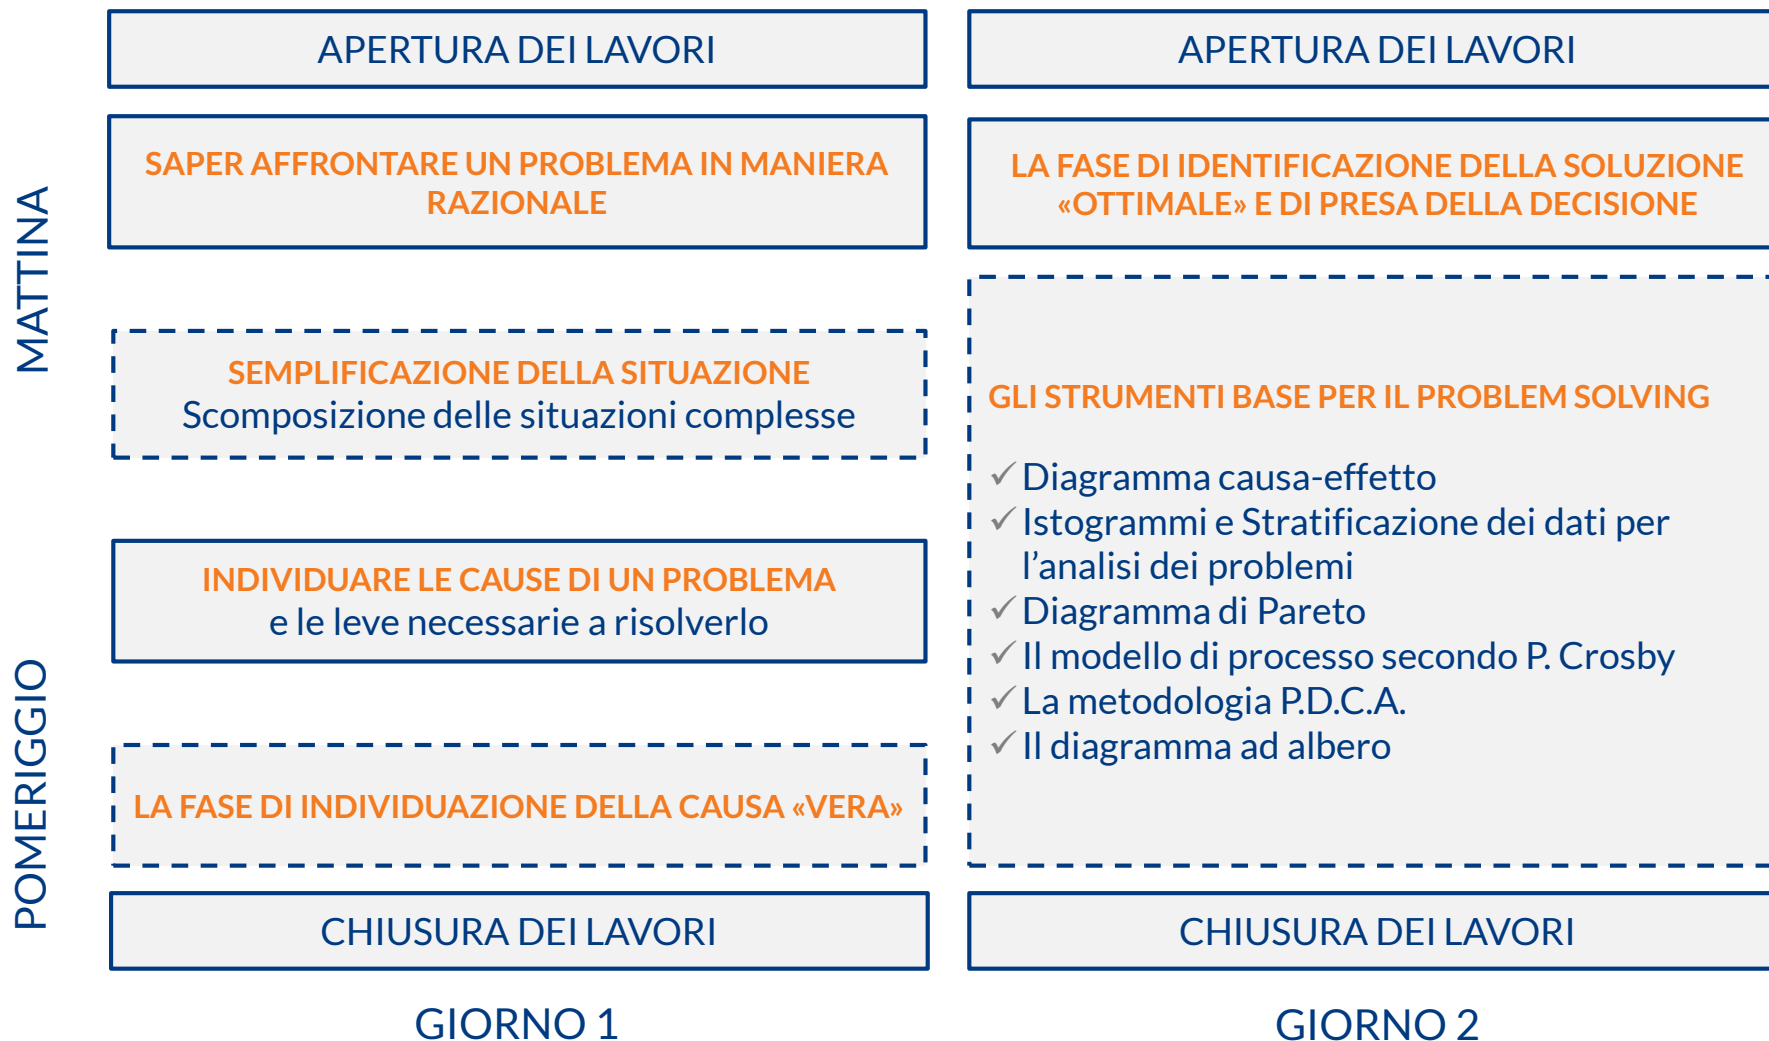 MATTINA
POMERIGGIO
APERTURA DEI LAVORI
SAPER AFFRONTARE UN PROBLEMA IN MANIERA
RAZIONALE
SEMPLIFICAZIONE DELLA SITUAZIONE
Scomposizione delle situazioni complesse
INDIVIDUARE LE CAUSE DI UN PROBLEMA
e le leve necessarie a risolverlo
LA FASE DI INDIVIDUAZIONE DELLA CAUSA «VERA»
CHIUSURA DEI LAVORI
GIORNO 1
APERTURA DEI LAVORI
LA FASE DI IDENTIFICAZIONE DELLA SOLUZIONE
«OTTIMALE» E DI PRESA DELLA DECISIONE
GLI STRUMENTI BASE PER IL PROBLEM SOLVING
✓ Diagramma causa-effetto
✓ Istogrammi e Stratificazione dei dati per
l’analisi dei problemi
✓ Diagramma di Pareto
✓ Il modello di processo secondo P. Crosby
✓ La metodologia P.D.C.A.
✓ Il diagramma ad albero
CHIUSURA DEI LAVORI
GIORNO 2